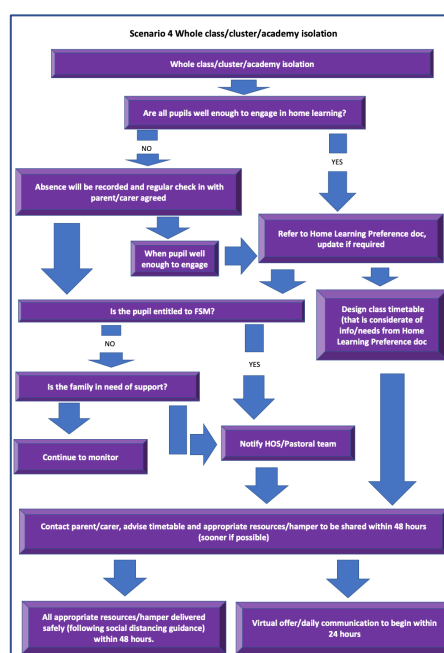 Scenario 4 Whole class/cluster/academy isolation
Whole class/cluster/academy isolation
Are all pupils well enough to engage in home learning?
NO
YES
Absence will be recorded and regular check in with
parent/carer agreed
Refer to Home Learning Preference doc,
update if required
When pupil well
enough to engage
Is the pupil entitled to FSM?
Design class timetable
(that is considerate of
info/needs from Home
Learning Preference doc
NO
YES
Is the family in need of support?
Continue to monitor
Notify HOS/Pastoral team
Contact parent/carer, advise timetable and appropriate resources/hamper to be shared within 48 hours
(sooner if possible)
All appropriate resources/hamper delivered
safely (following social distancing guidance)
within 48 hours.
Virtual offer/daily communication to begin within
24 hours